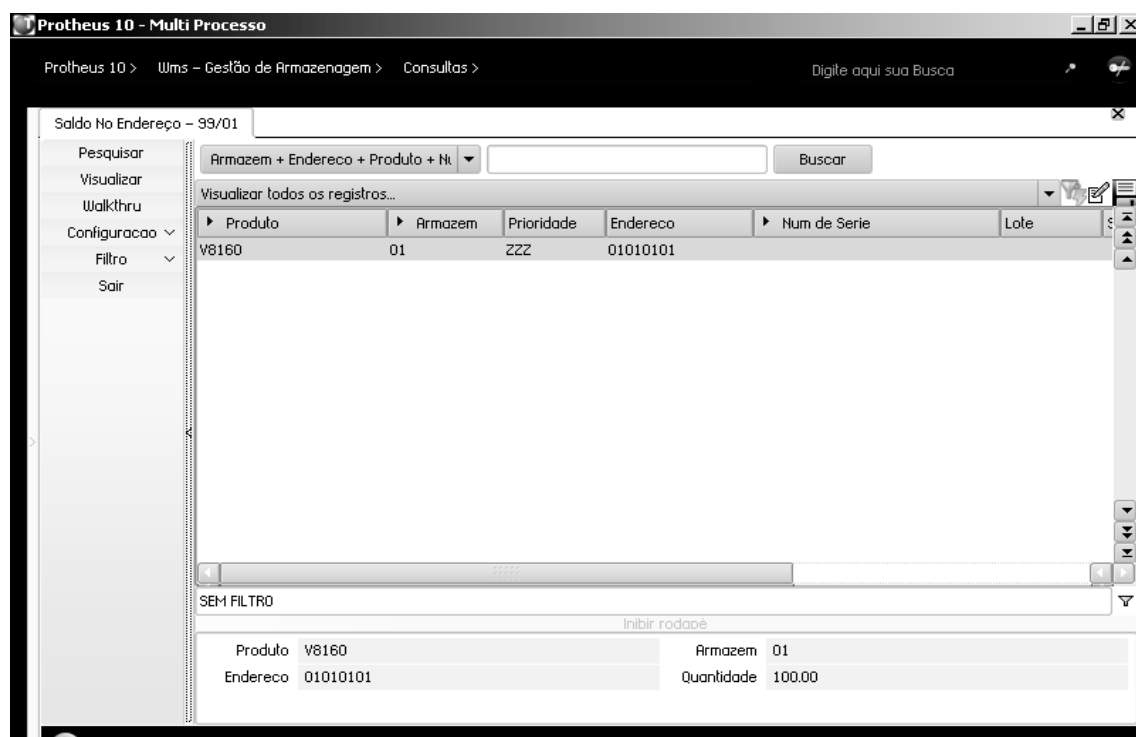 Protheus 10 - Multi Processo
Protheus 10 > Wms – Gestão de Armazenagem > Consultas > Digite aqui sua Busca
Saldo No Endereço – 99/01
Pesquisar
Visualizar
Walkthru
Configuracao
Filtro
Sair
Armazem + Endereco + Produto + Nu Buscar
Visualizar todos os registros...
Produto Armazem Prioridade Endereco Num de Serie Lote S
V8160 01 ZZZ 01010101
SEM FILTRO
Inibir rodapé
Produto V8160 Armazem 01
Endereco 01010101 Quantidade 100.00